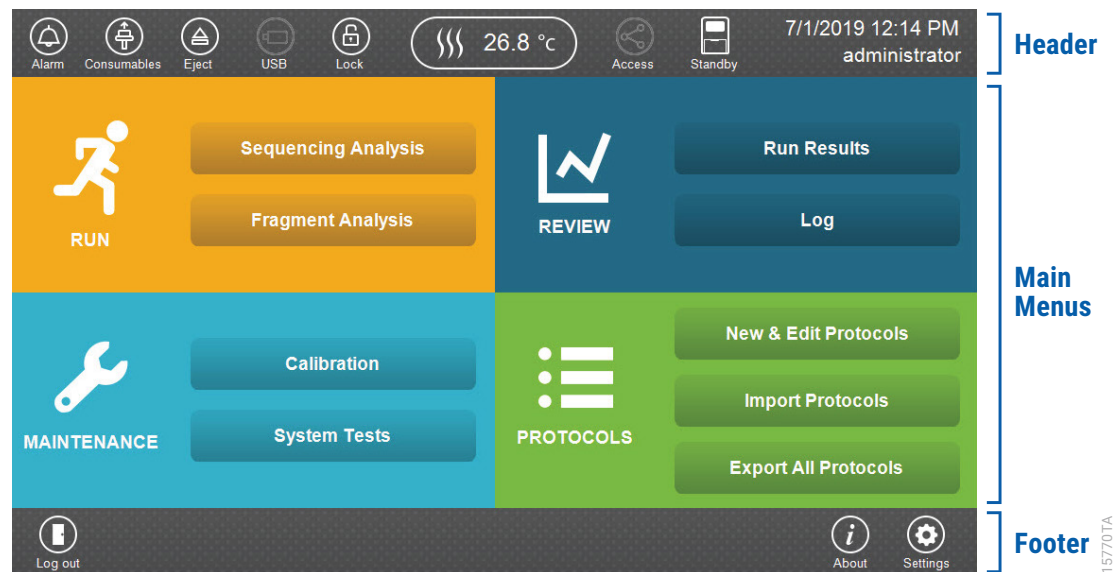 Alarm
Consumables
Eject
USB
Lock
26.8 °c
Access
Standby
7/1/2019 12:14 PM
administrator
Header
RUN
Sequencing Analysis
Fragment Analysis
REVIEW
Run Results
Log
Main
Menus
MAINTENANCE
Calibration
System Tests
PROTOCOLS
New & Edit Protocols
Import Protocols
Export All Protocols
Log out
i
About
Settings
Footer
15770TA